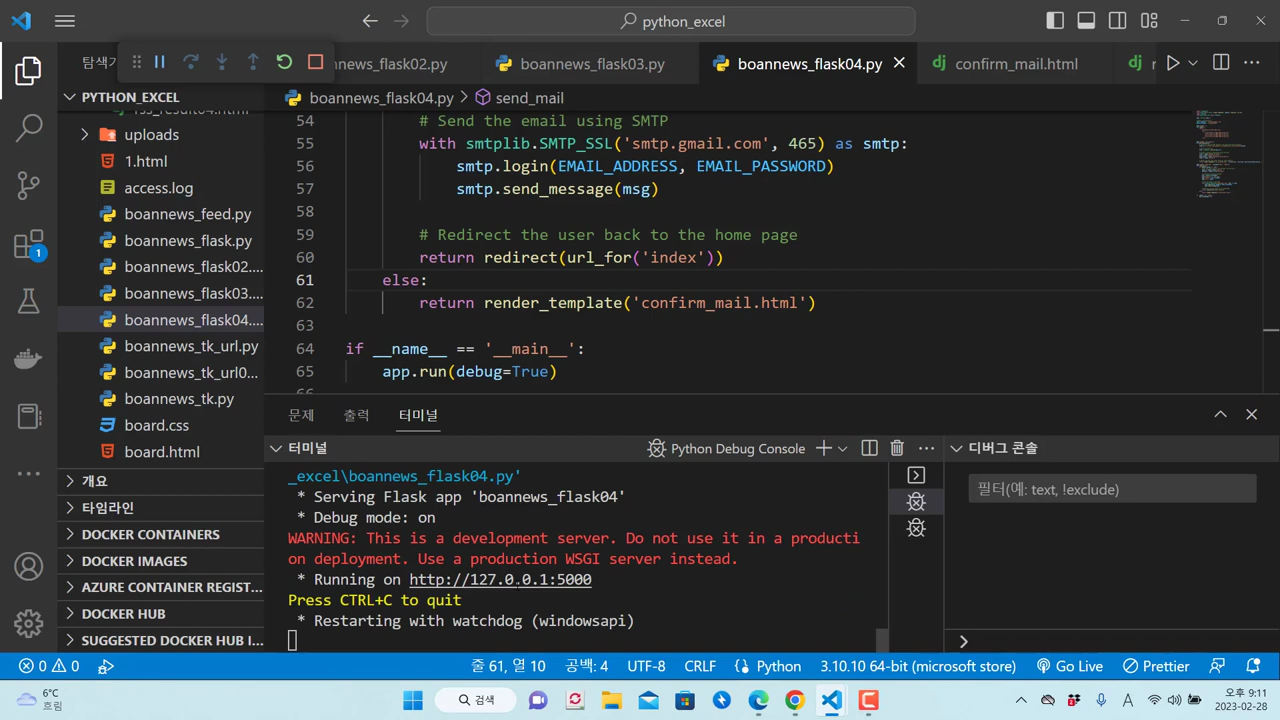 python_excel
탐색기
boannews_flask02.py
boannews_flask03.py
boannews_flask04.py
confirm_mail.html
PYTHON_EXCEL
boannews_flask04.py > send_mail
rss_result04.html
uploads
1.html
access.log
boannews_feed.py
boannews_flask.py
boannews_flask02....
boannews_flask03....
boannews_flask04....
boannews_tk_url.py
boannews_tk_url0...
boannews_tk.py
board.css
board.html
개요
타임라인
DOCKER CONTAINERS
DOCKER IMAGES
AZURE CONTAINER REGIST...
DOCKER HUB
SUGGESTED DOCKER HUB I...
1
54 # Send the email using SMTP
55 with smtplib.SMTP_SSL('smtp.gmail.com', 465) as smtp:
56 smtp.login(EMAIL_ADDRESS, EMAIL_PASSWORD)
57 smtp.send_message(msg)
58
59 # Redirect the user back to the home page
60 return redirect(url_for('index'))
61 else:
62 return render_template('confirm_mail.html')
63
64 if __name__ == '__main__':
65 app.run(debug=True)
문제 출력 터미널
터미널
Python Debug Console
디버그 콘솔
필터(예: text, !exclude)
_excel\boannews_flask04.py'
* Serving Flask app 'boannews_flask04'
* Debug mode: on
WARNING: This is a development server. Do not use it in a producti
on deployment. Use a production WSGI server instead.
* Running on http://127.0.0.1:5000
Press CTRL+C to quit
* Restarting with watchdog (windowsapi)
0 0 줄 61, 열 10 공백: 4 UTF-8 CRLF Python 3.10.10 64-bit (microsoft store) Go Live Prettier
6°C
흐림
검색
A
오후 9:11
2023-02-28